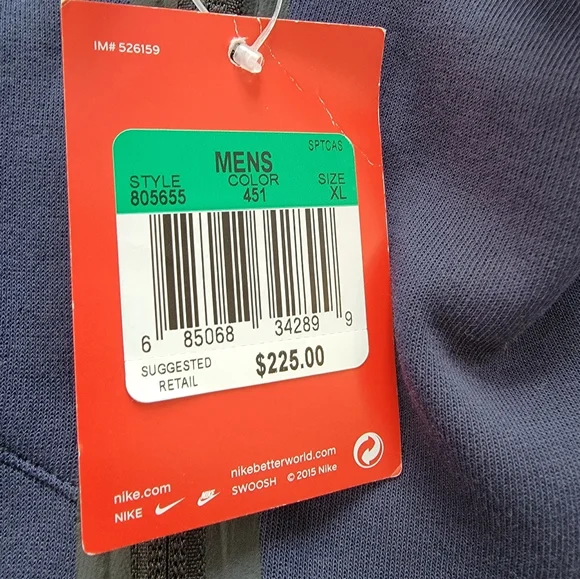 IM# 526159
SPTCAS
MENS
STYLE COLOR SIZE
805655 451 XL
6 85068 34289 9
SUGGESTED RETAIL $225.00
nikebetterworld.com
nike.com
NIKE SWOOSH © 2015 Nike